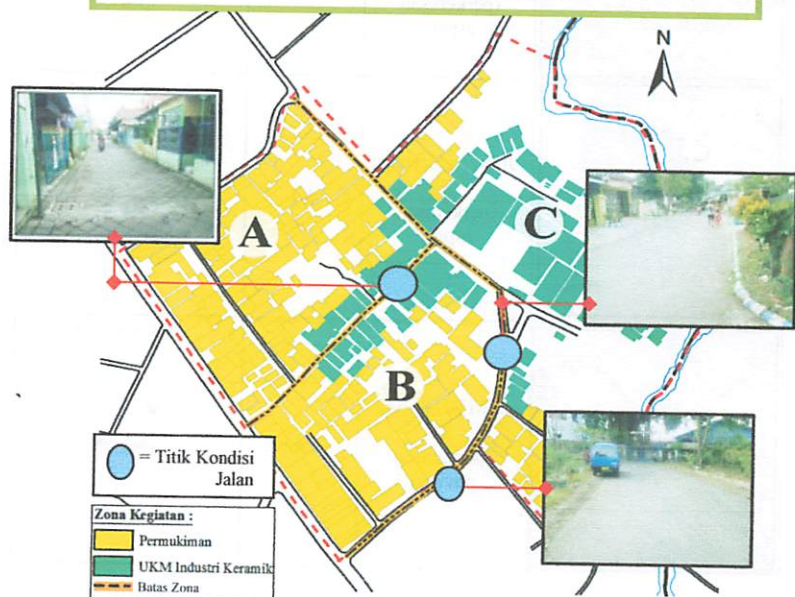 N
A
C
B
= Titik Kondisi
Jalan
Zona Kegiatan :
Permukiman
UKM Industri Keramik
Batas Zona